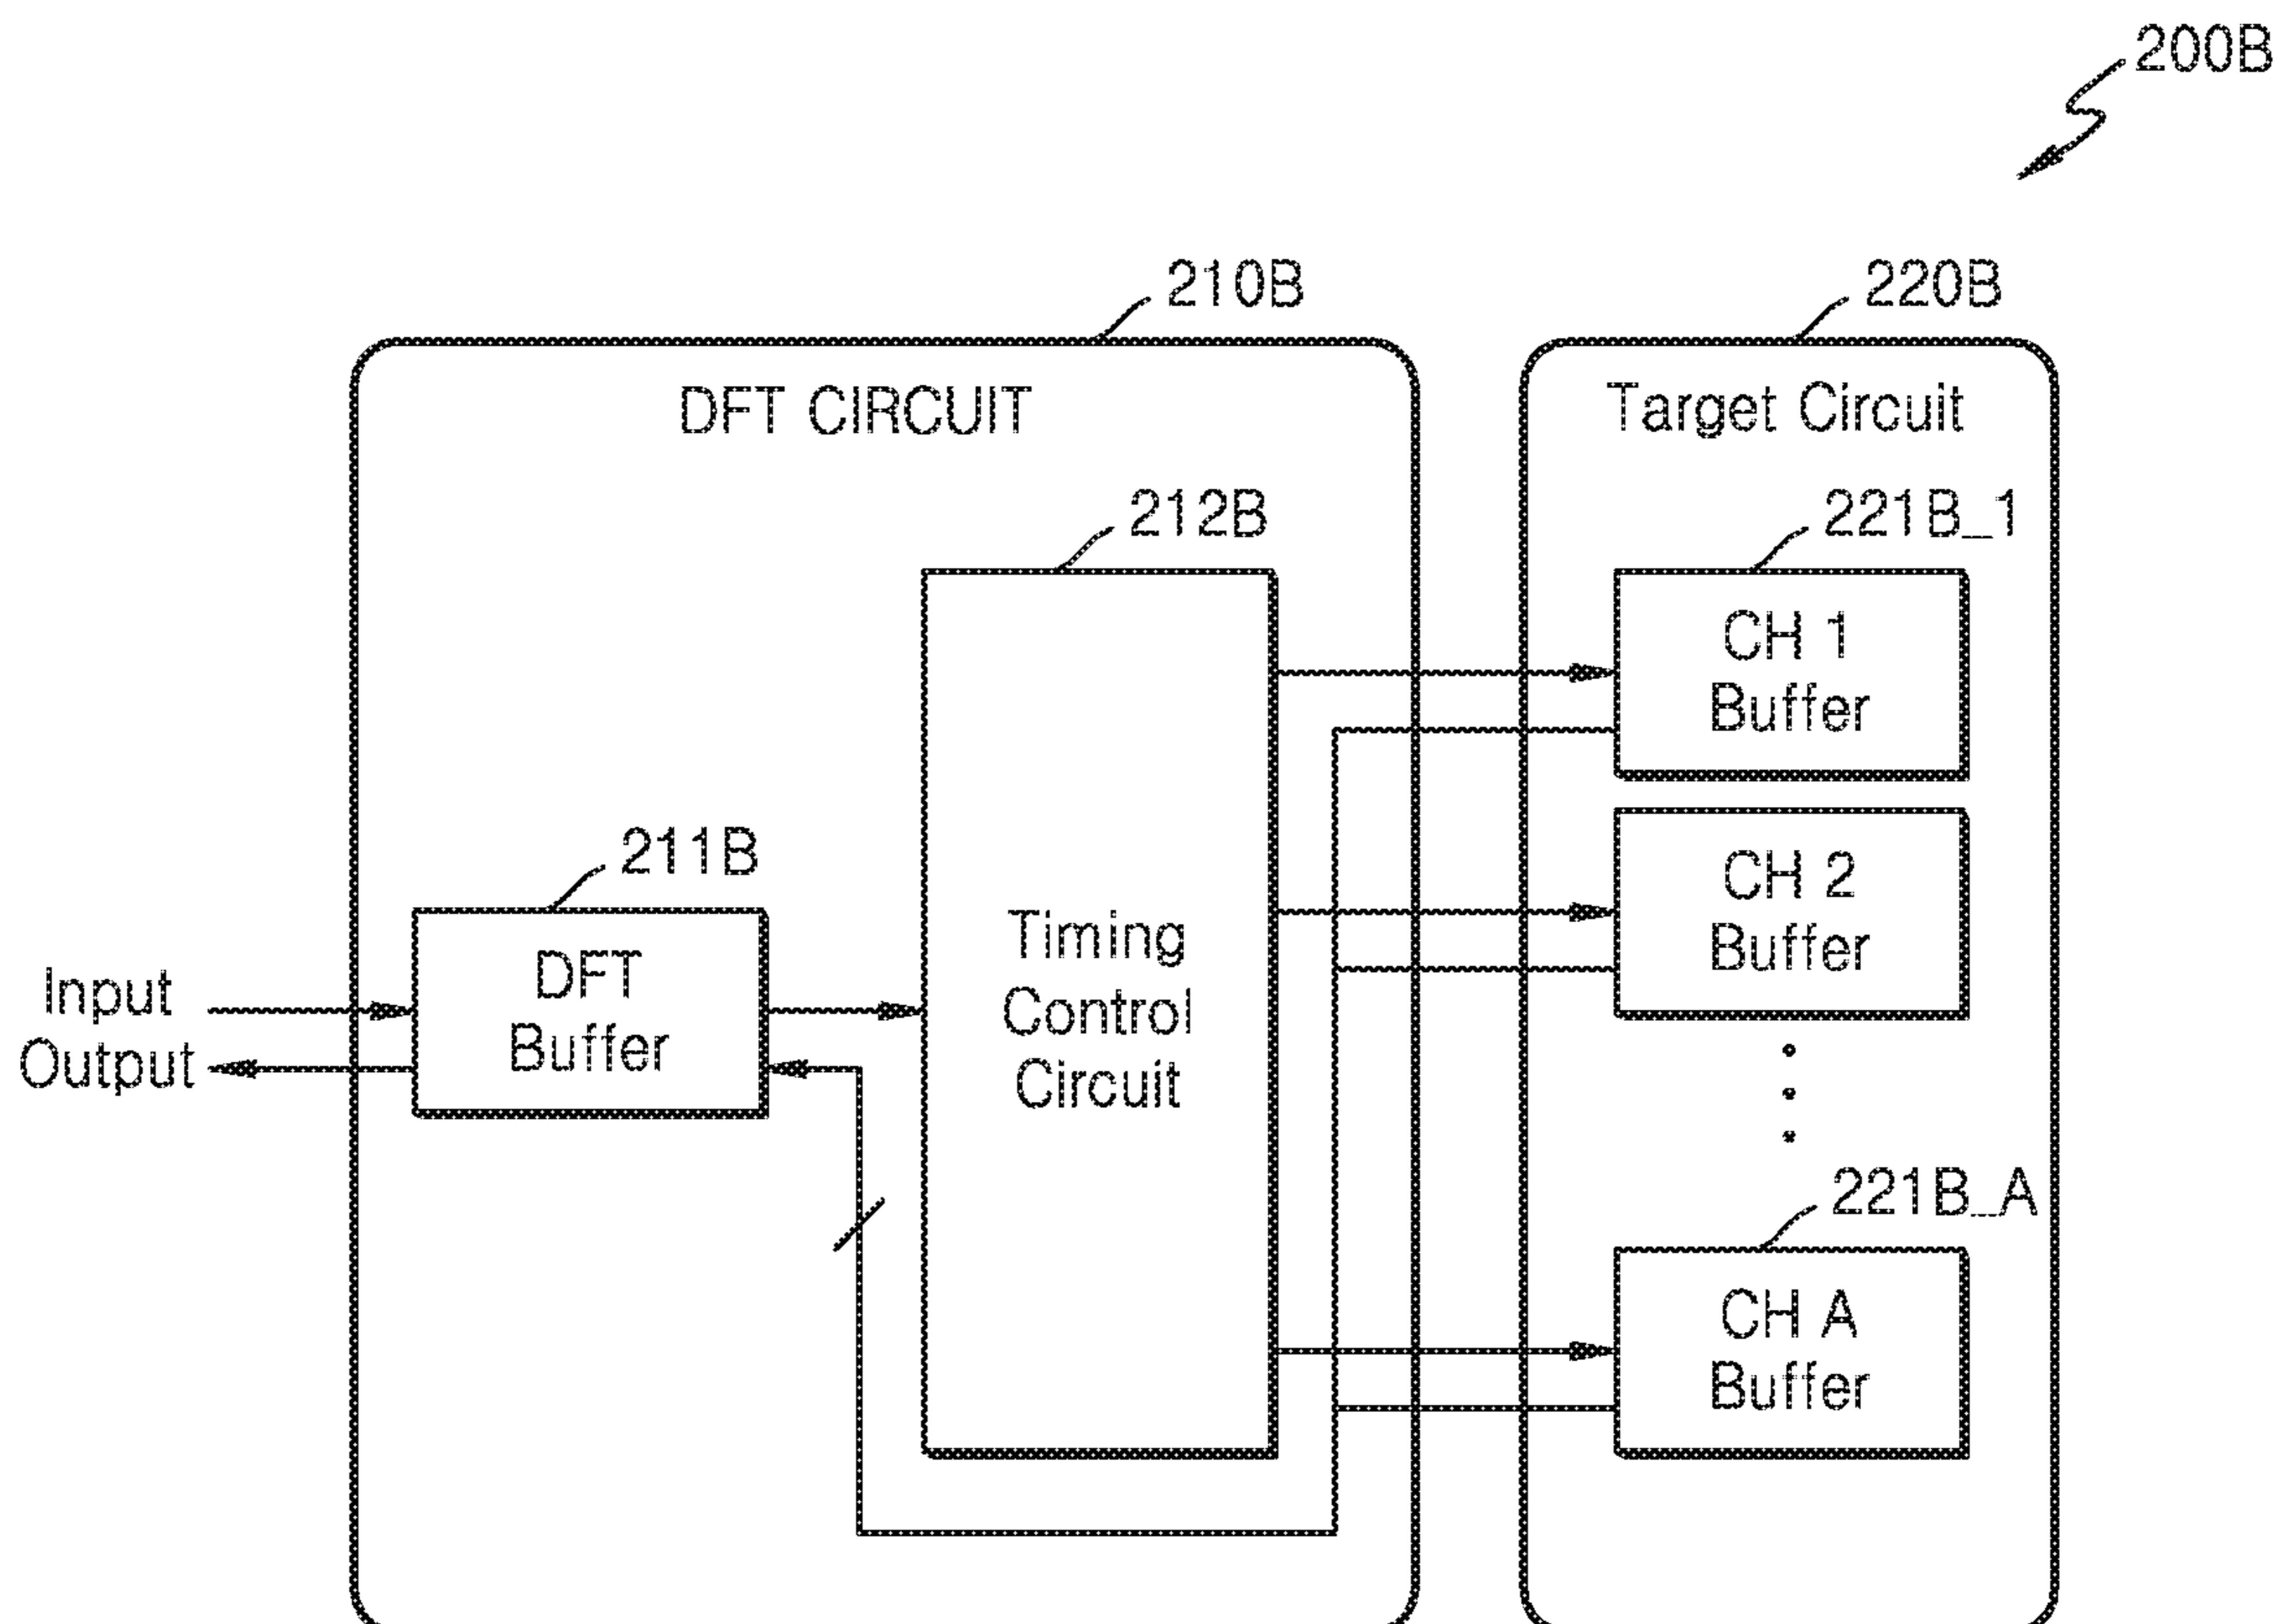 200B
210B
220B
DFT CIRCUIT
Target Circuit
212B
221B_1
CH 1
Buffer
211B
CH 2
Buffer
Timing
Control
Circuit
DFT
Buffer
Input
Output
221B_A
CH A
Buffer